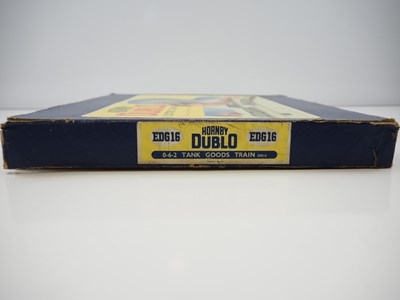 EDG16 HORNBY DUBLO EDG16
0-6-2 TANK GOODS TRAIN